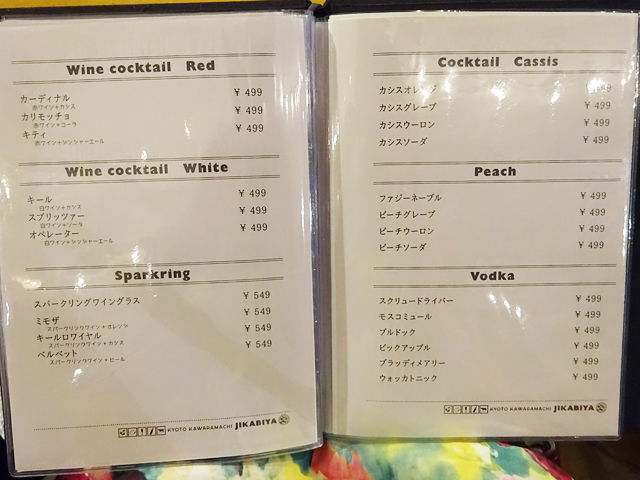 Wine cocktail Red
カーディナル ¥ 499
赤ワイン+カシス
カリモッチョ ¥ 499
赤ワイン+コーラ
キティ ¥ 499
赤ワイン+ジンジャーエール
Wine cocktail White
キール ¥ 499
白ワイン+カシス
スプリッツァー ¥ 499
白ワイン+ソーダ
オペレーター ¥ 499
白ワイン+ジンジャーエール
Sparkring
スパークリングワイングラス ¥ 549
ミモザ ¥ 549
スパークリングワイン+オレンジ
キールロワイヤル ¥ 549
スパークリングワイン+カシス
ベルベット ¥ 549
スパークリングワイン+ビール
KYOTO KAWARAMACHI JIKABIYA
Cocktail Cassis
カシスオレンジ ¥ 499
カシスグレープ ¥ 499
カシスウーロン ¥ 499
カシスソーダ ¥ 499
Peach
ファジーネーブル ¥ 499
ピーチグレープ ¥ 499
ピーチウーロン ¥ 499
ピーチソーダ ¥ 499
Vodka
スクリュードライバー ¥ 499
モスコミュール ¥ 499
ブルドック ¥ 499
ビックアップル ¥ 499
ブラッディメアリー ¥ 499
ウォッカトニック ¥ 499
KYOTO KAWARAMACHI JIKABIYA